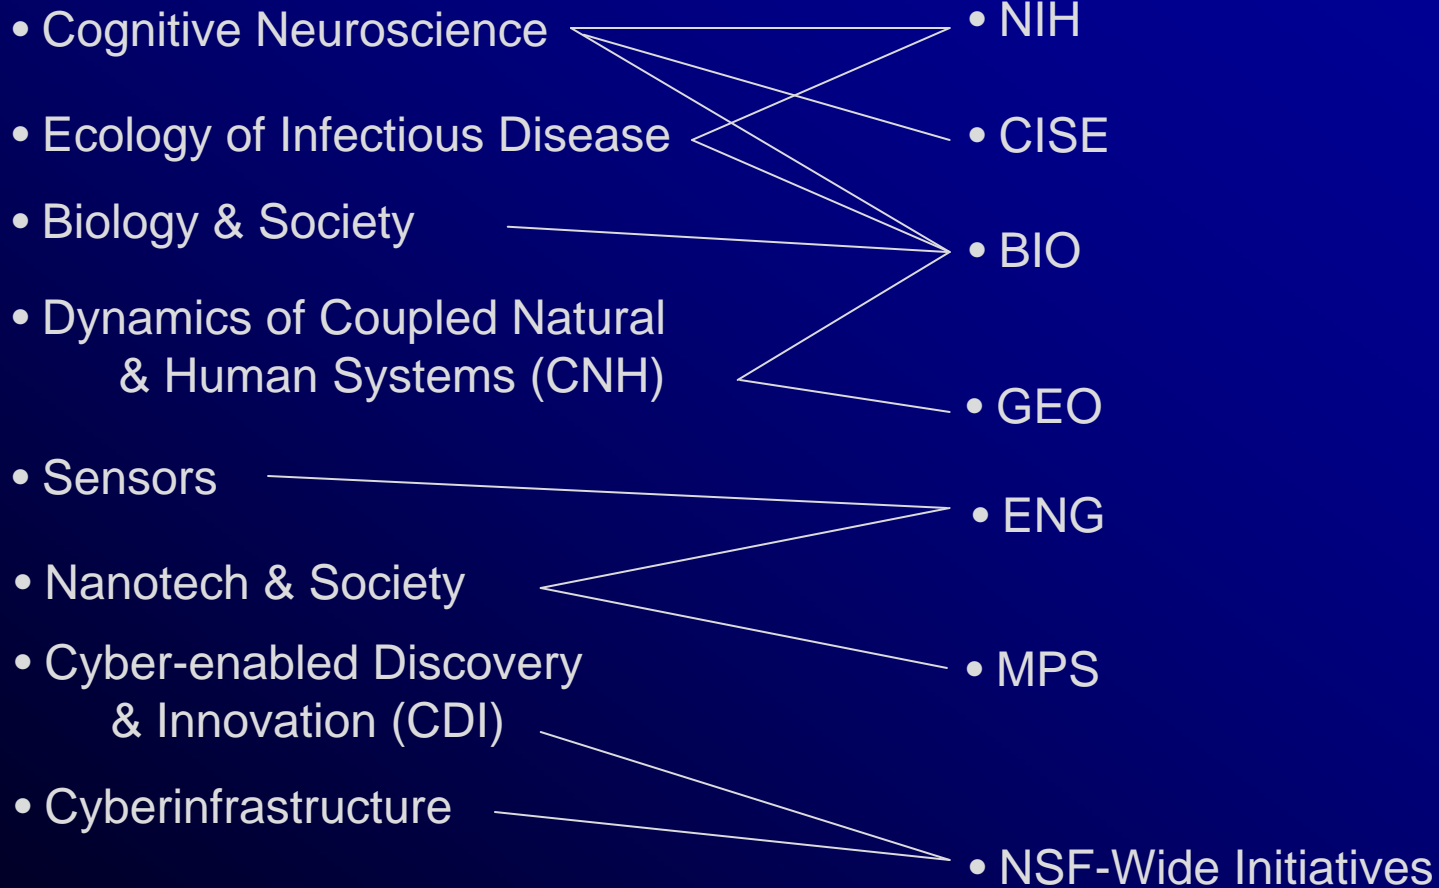 • Cognitive Neuroscience
• Ecology of Infectious Disease
• Biology & Society
• Dynamics of Coupled Natural
& Human Systems (CNH)
• Sensors
• Nanotech & Society
• Cyber-enabled Discovery
& Innovation (CDI)
• Cyberinfrastructure
• NIH
• CISE
• BIO
• GEO
• ENG
• MPS
• NSF-Wide Initiatives